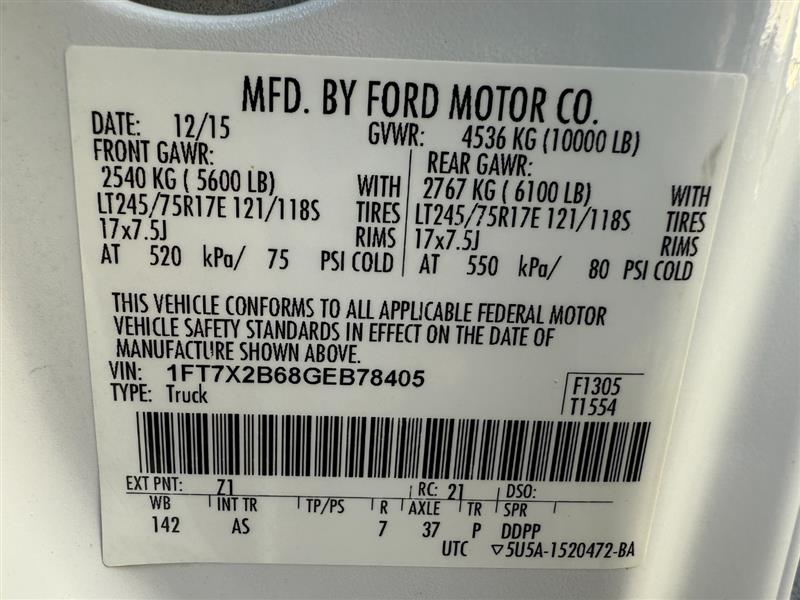 MFD. BY FORD MOTOR CO.
DATE: 12/15 GVWR: 4536 KG (10000 LB)
FRONT GAWR: REAR GAWR:
2540 KG ( 5600 LB) WITH 2767 KG ( 6100 LB) WITH
LT245/75R17E 121/118S TIRES LT245/75R17E 121/118S TIRES
17x7.5J RIMS 17x7.5J RIMS
AT 520 kPa/ 75 PSI COLD AT 550 kPa/ 80 PSI COLD
THIS VEHICLE CONFORMS TO ALL APPLICABLE FEDERAL MOTOR
VEHICLE SAFETY STANDARDS IN EFFECT ON THE DATE OF
MANUFACTURE SHOWN ABOVE.
VIN: 1FT7X2B68GEB78405 F1305
TYPE: Truck T1554
EXT PNT: Z1 RC: 21 DSO:
WB INT TR TP/PS R AXLE TR SPR
142 AS 7 37 P DDPP
UTC ▽5U5A-1520472-BA